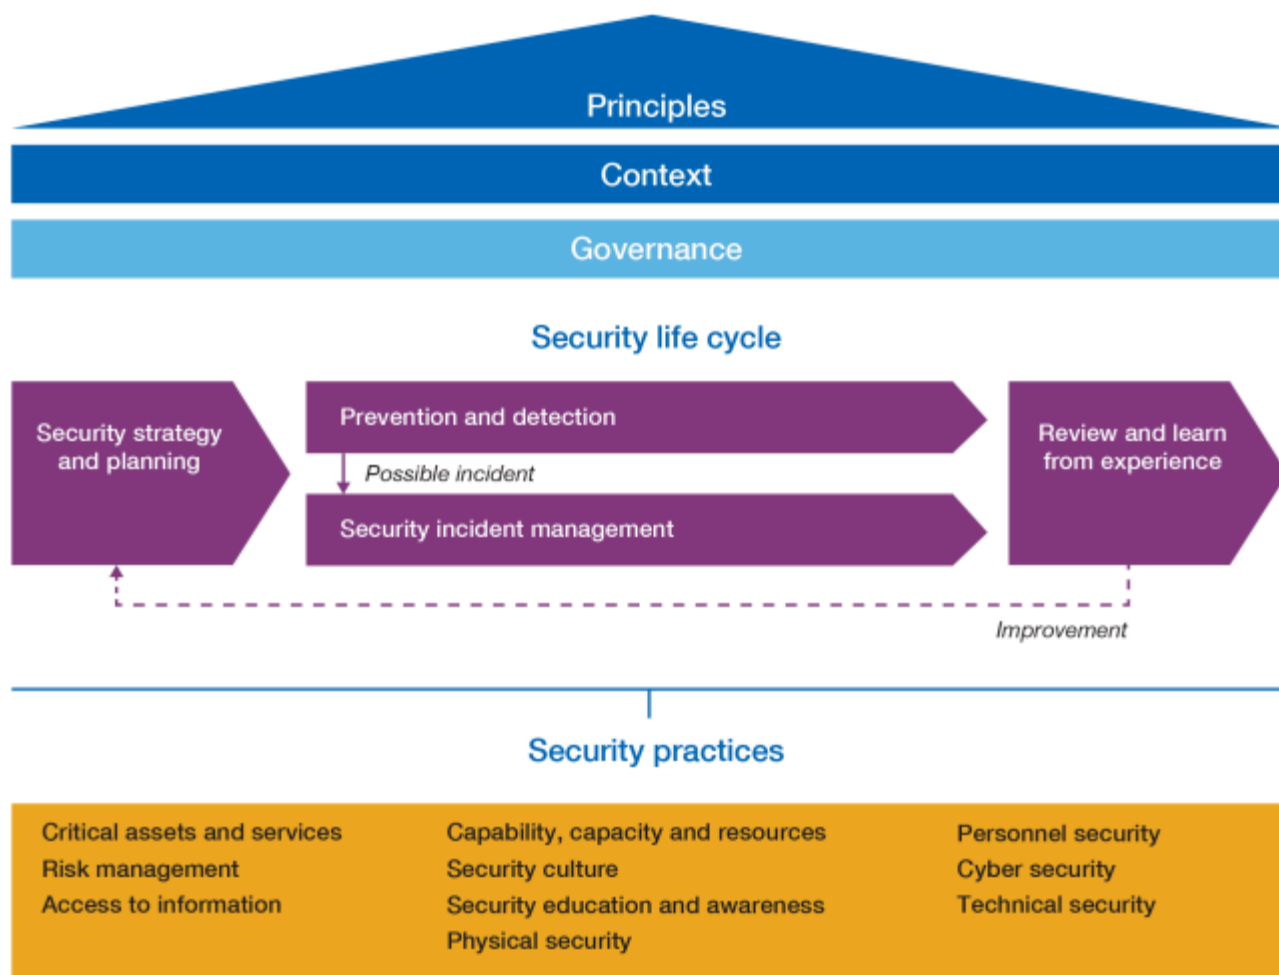 Principles
Context
Governance
Security life cycle
Security strategy
and planning
Prevention and detection
Possible incident
Security incident management
Review and learn
from experience
Improvement
Security practices
Critical assets and services
Risk management
Access to information
Capability, capacity and resources
Security culture
Security education and awareness
Physical security
Personnel security
Cyber security
Technical security